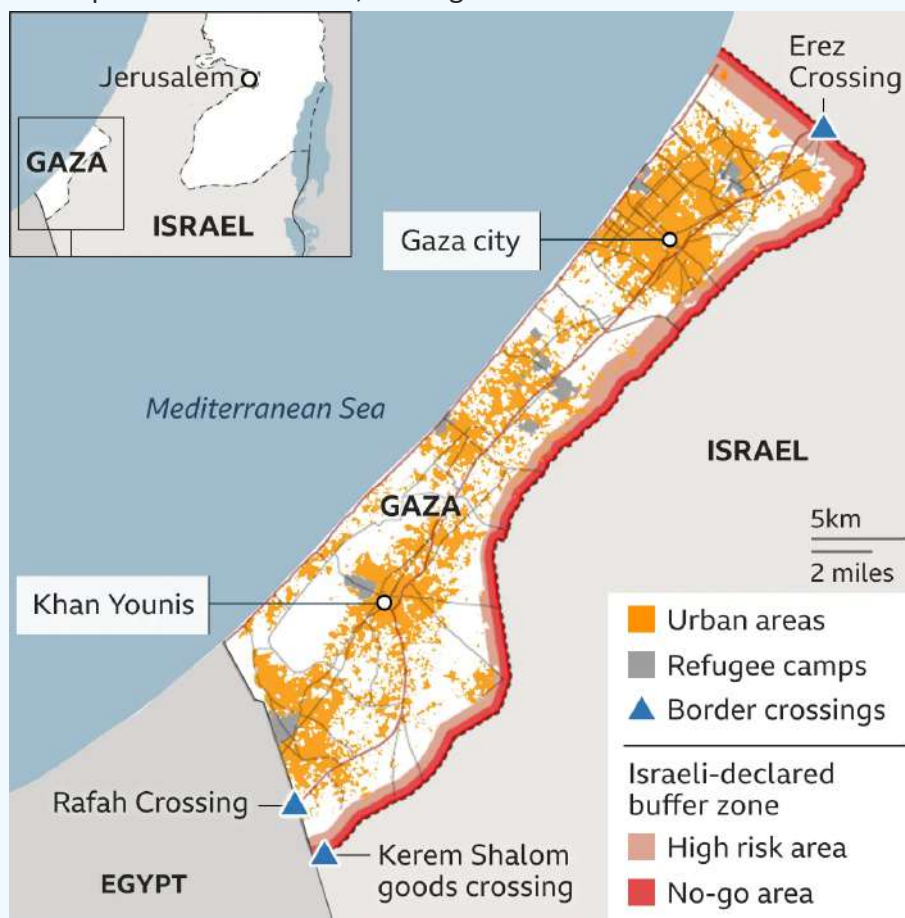 Jerusalem
GAZA
ISRAEL
Erez
Crossing
Gaza city
Mediterranean Sea
ISRAEL
GAZA
5km
2 miles
Khan Younis
Urban areas
Refugee camps
Border crossings
Israeli-declared
buffer zone
High risk area
No-go area
Rafah Crossing
Kerem Shalom
goods crossing
EGYPT